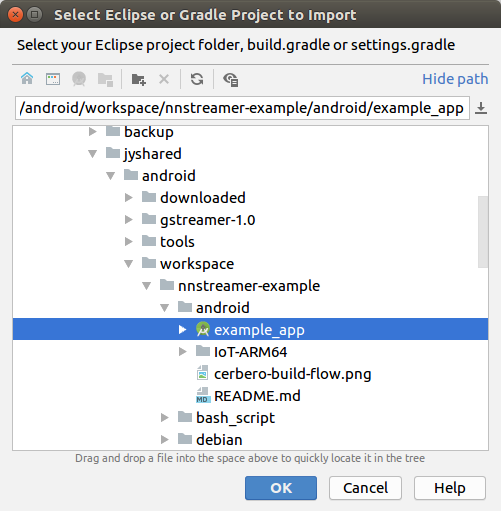 Select Eclipse or Gradle Project to Import
Select your Eclipse project folder, build.gradle or settings.gradle
Hide path
/android/workspace/nnstreamer-example/android/example_app
backup
jyshared
android
downloaded
gstreamer-1.0
tools
workspace
nnstreamer-example
android
example_app
IoT-ARM64
cerbero-build-flow.png
MD README.md
bash_script
debian
Drag and drop a file into the space above to quickly locate it in the tree
OK Cancel Help